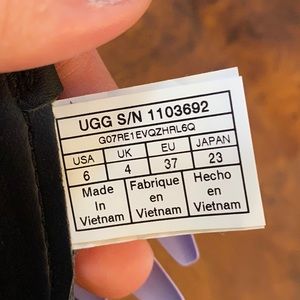 UGG S/N 1103692
G07RE1EVQZHRL6Q
USA UK EU JAPAN
6 4 37 23
Made Fabrique Hecho
In en en
Vietnam Vietnam Vietnam